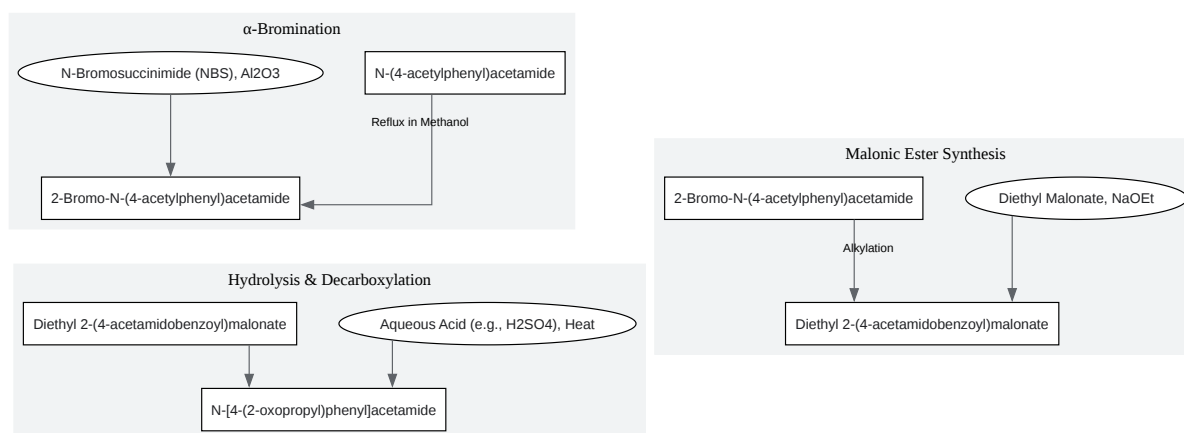 α-Bromination
N-Bromosuccinimide (NBS), Al2O3
N-(4-acetylphenyl)acetamide
Reflux in Methanol
2-Bromo-N-(4-acetylphenyl)acetamide
Malonic Ester Synthesis
2-Bromo-N-(4-acetylphenyl)acetamide
Diethyl Malonate, NaOEt
Alkylation
Diethyl 2-(4-acetamidobenzoyl)malonate
Hydrolysis & Decarboxylation
Diethyl 2-(4-acetamidobenzoyl)malonate
Aqueous Acid (e.g., H2SO4), Heat
N-[4-(2-oxopropyl)phenyl]acetamide